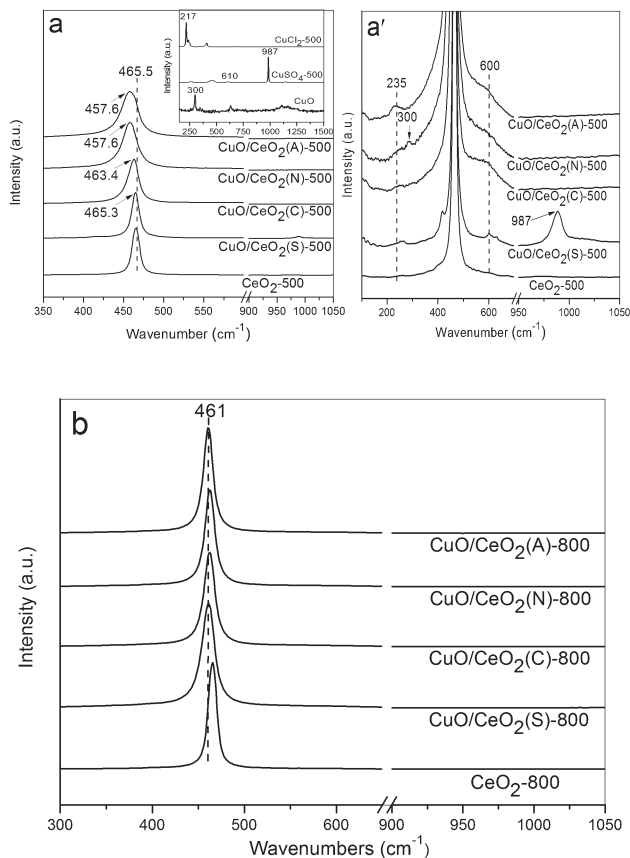 a
465.5
457.6
457.6
463.4
465.3
CuO/CeO2(A)-500
CuO/CeO2(N)-500
CuO/CeO2(C)-500
CuO/CeO2(S)-500
CeO2-500
Intensity (a.u.)
350 400 450 500 550 900 950 1000 1050
Wavenumber (cm-1)
217
CuCl2-500
987
610
CuSO4-500
300
CuO
Intensity (a.u.)
250 500 750 1000 1250 1500
a'
235
300
600
987
CuO/CeO2(A)-500
CuO/CeO2(N)-500
CuO/CeO2(C)-500
CuO/CeO2(S)-500
CeO2-500
Intensity (a.u.)
200 400 600 950 1000 1050
Wavenumber (cm-1)
b
461
CuO/CeO2(A)-800
CuO/CeO2(N)-800
CuO/CeO2(C)-800
CuO/CeO2(S)-800
CeO2-800
Intensity (a.u.)
300 400 500 600 900 950 1000 1050
Wavenumbers (cm-1)